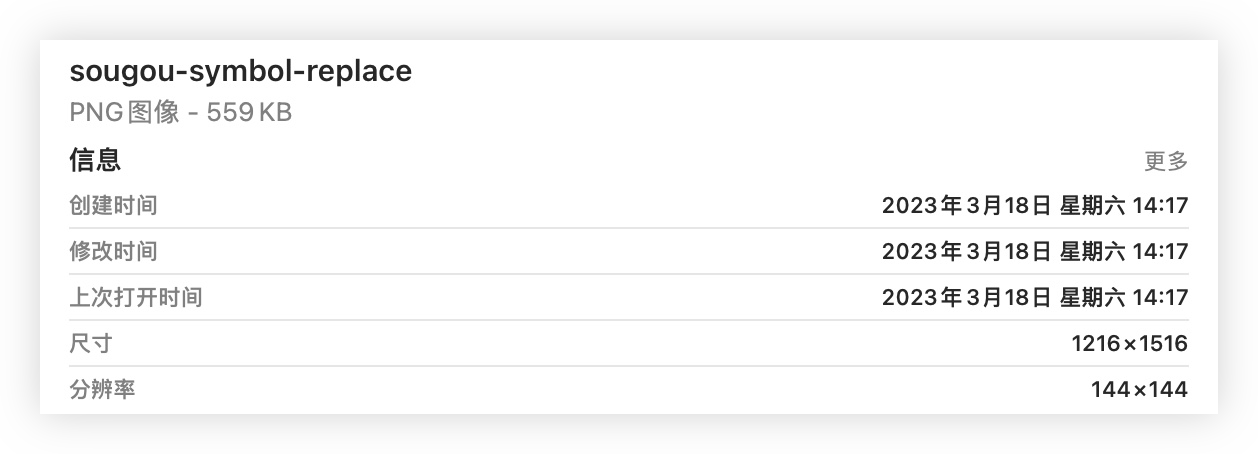 sougou-symbol-replace
PNG图像 - 559 KB
信息 更多
创建时间 2023年3月18日 星期六 14:17
修改时间 2023年3月18日 星期六 14:17
上次打开时间 2023年3月18日 星期六 14:17
尺寸 1216×1516
分辨率 144×144